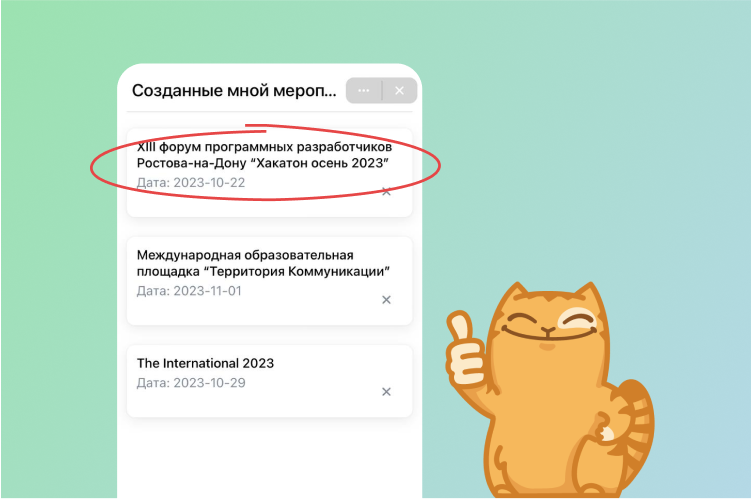 Созданные мной мероп...
XIII форум программных разработчиков
Ростова-на-Дону “Хакатон осень 2023”
Дата: 2023-10-22
Международная образовательная
площадка “Территория Коммуникации”
Дата: 2023-11-01
The International 2023
Дата: 2023-10-29